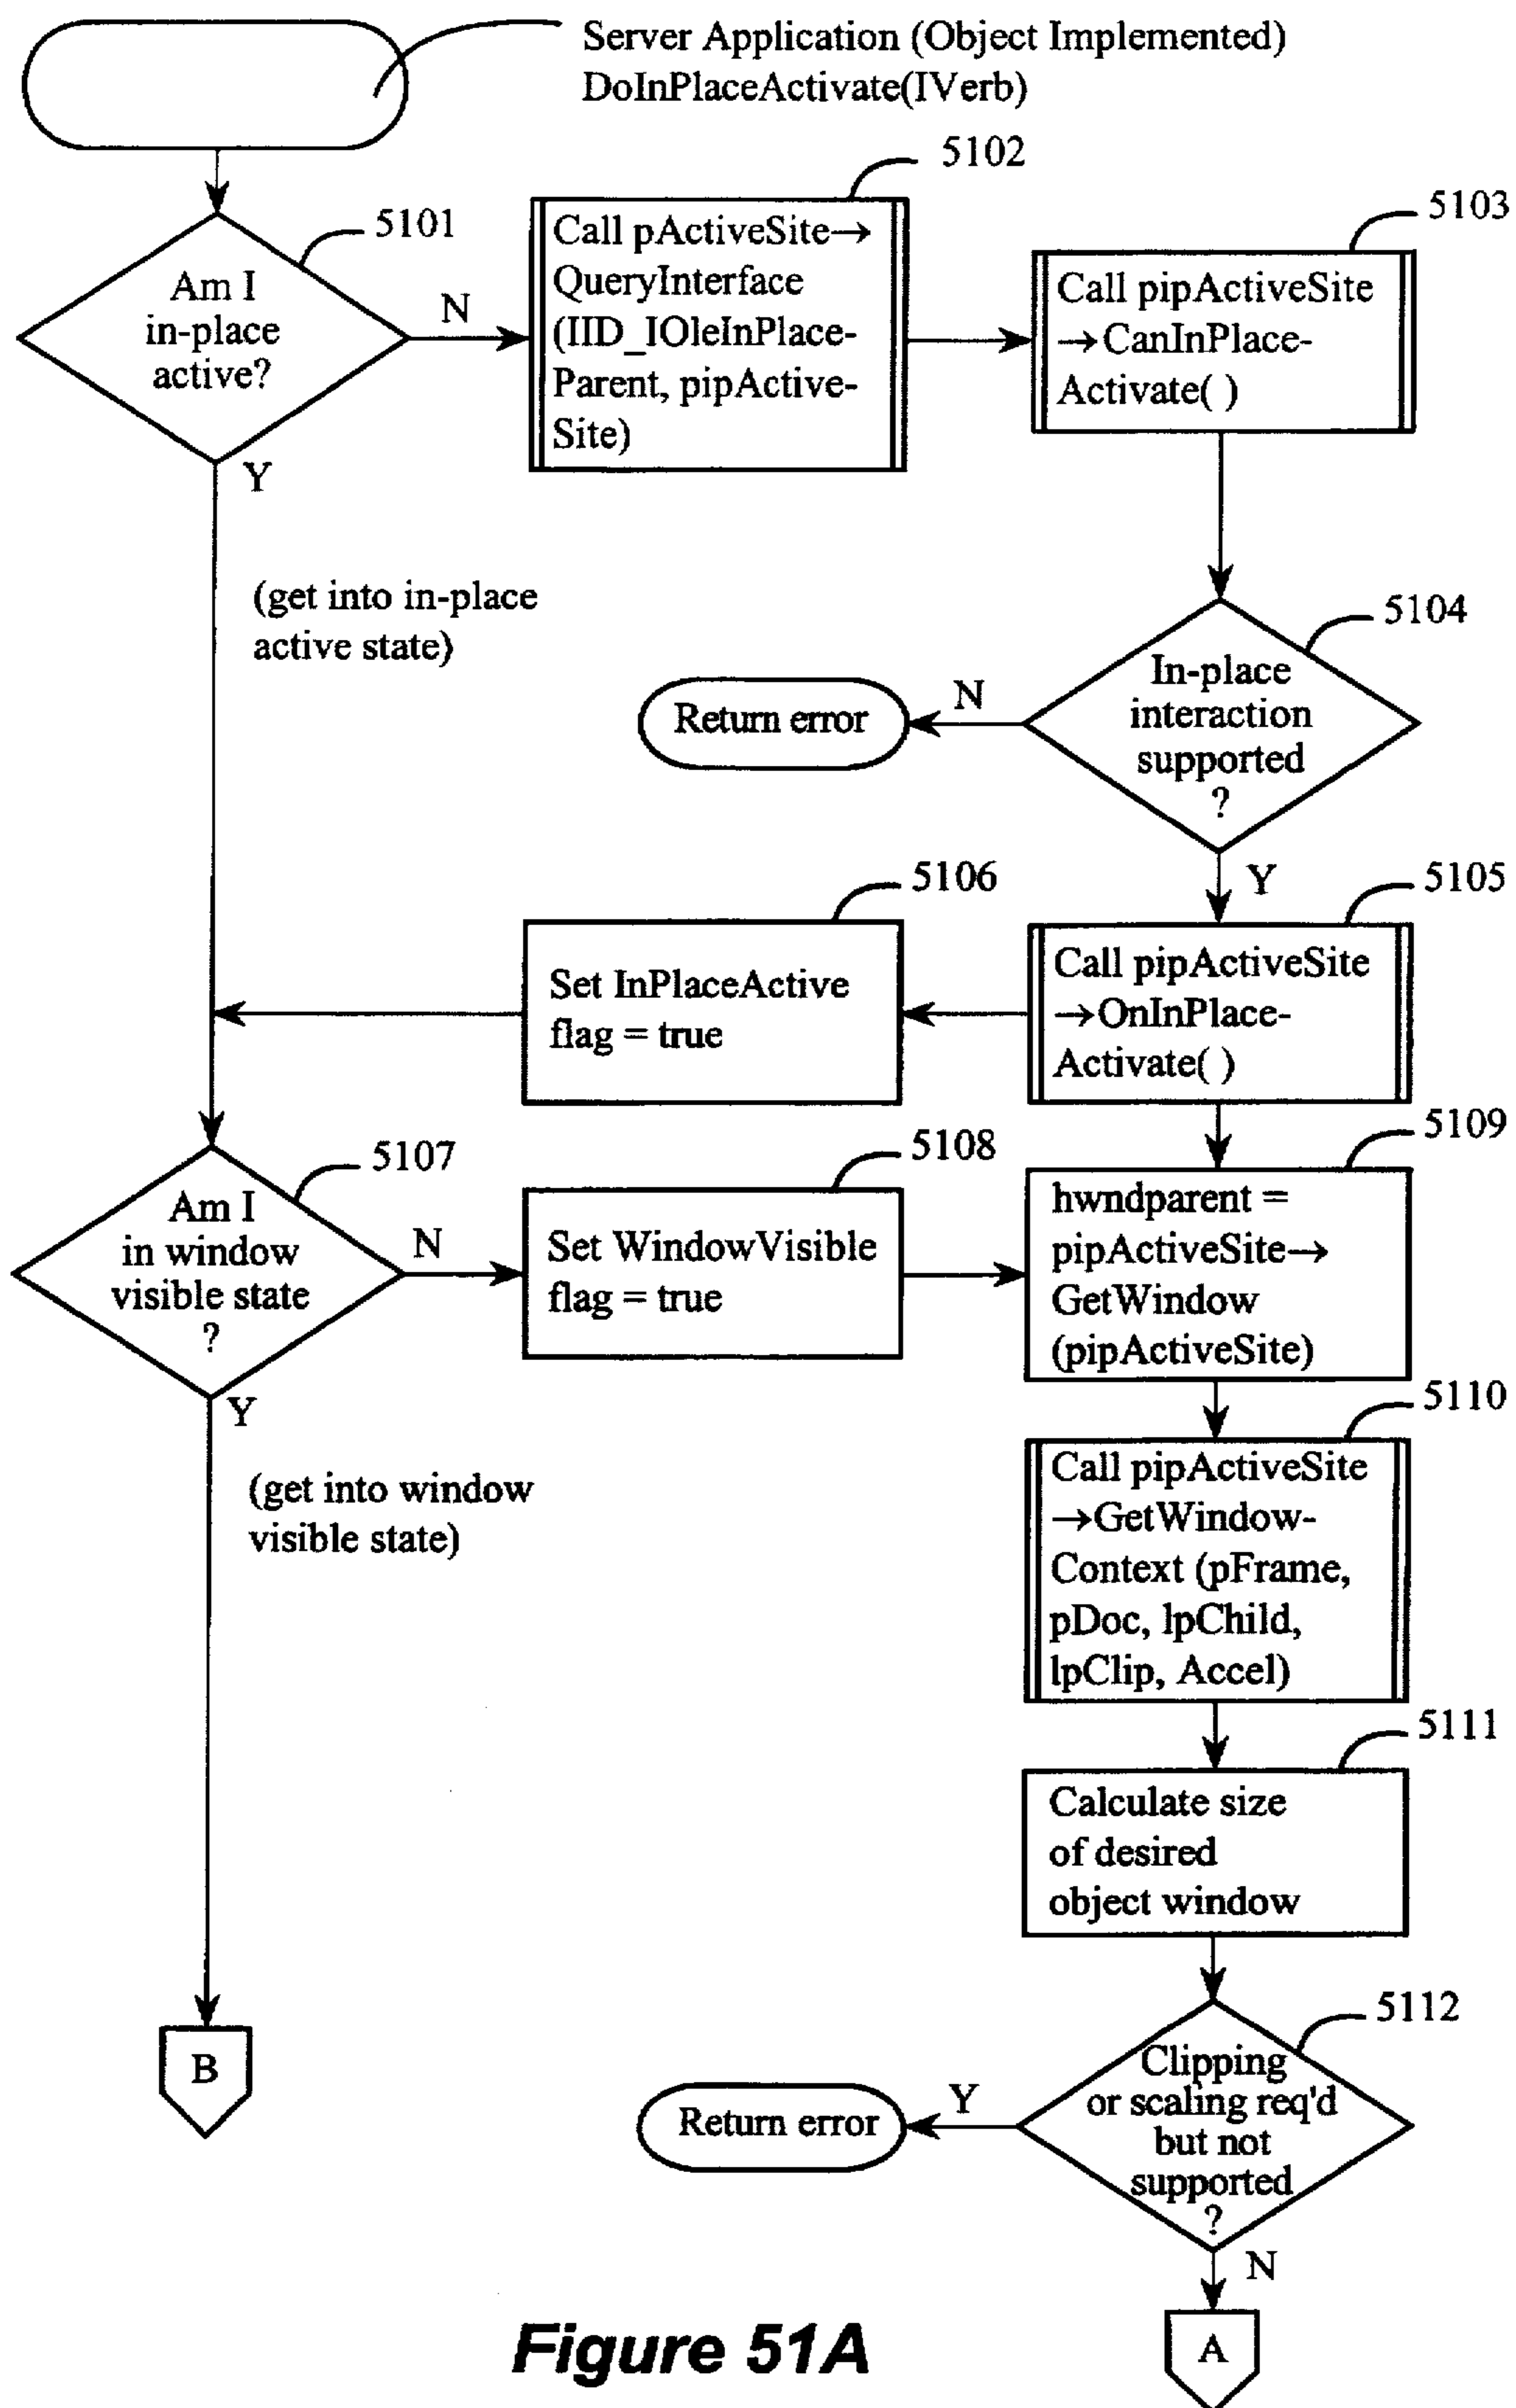 Server Application (Object Implemented)
DoInPlaceActivate(IVerb)
5101
Am I
in-place
active?
N
Y
5102
Call pActiveSite→
QueryInterface
(IID_IOleInPlace-
Parent, pipActive-
Site)
5103
Call pipActiveSite
→CanInPlace-
Activate( )
(get into in-place
active state)
5104
In-place
interaction
supported
?
N
Return error
Y
5105
Call pipActiveSite
→OnInPlace-
Activate( )
5106
Set InPlaceActive
flag = true
5107
Am I
in window
visible state
?
N
Y
5108
Set WindowVisible
flag = true
5109
hwndparent =
pipActiveSite→
GetWindow
(pipActiveSite)
(get into window
visible state)
5110
Call pipActiveSite
→GetWindow-
Context (pFrame,
pDoc, lpChild,
lpClip, Accel)
5111
Calculate size
of desired
object window
B
5112
Clipping
or scaling req'd
but not
supported
?
Y
Return error
N
A
Figure 51A